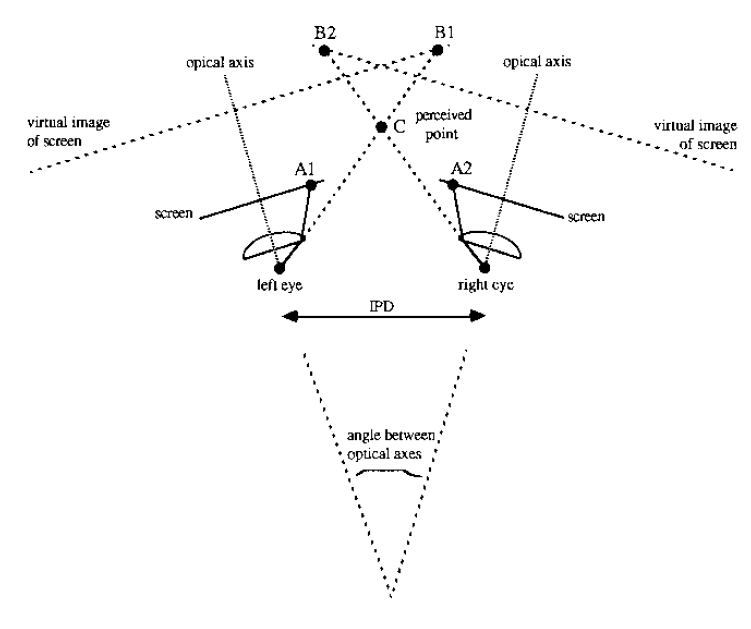 B2 B1
opical axis
opical axis
virtual image
of screen
C perceived
point
virtual image
of screen
A1
A2
screen
screen
left eye
right eye
IPD
angle between
optical axes